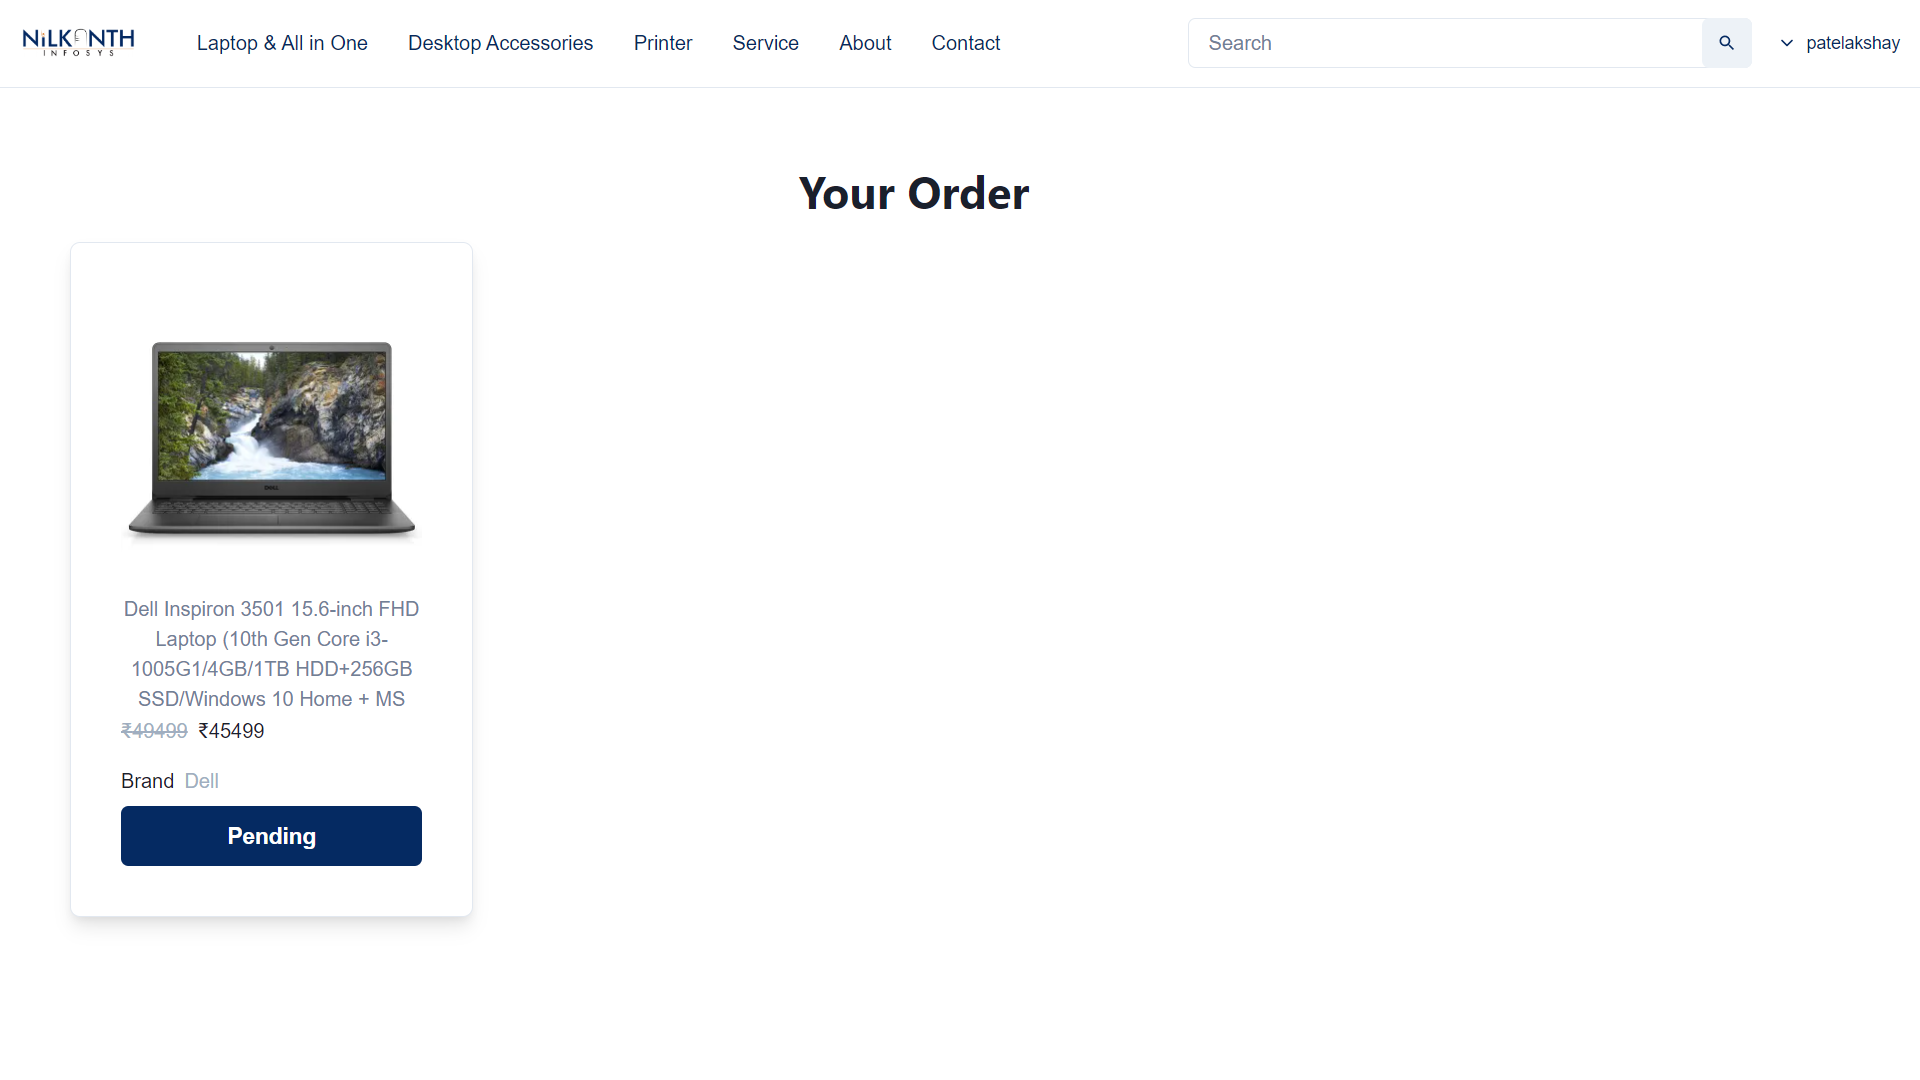 NiLKANTH
INFOSYS
Laptop & All in One
Desktop Accessories
Printer
Service
About
Contact
Search
patelakshay
Your Order
DELL
Dell Inspiron 3501 15.6-inch FHD
Laptop (10th Gen Core i3-
1005G1/4GB/1TB HDD+256GB
SSD/Windows 10 Home + MS
₹49499 ₹45499
Brand Dell
Pending